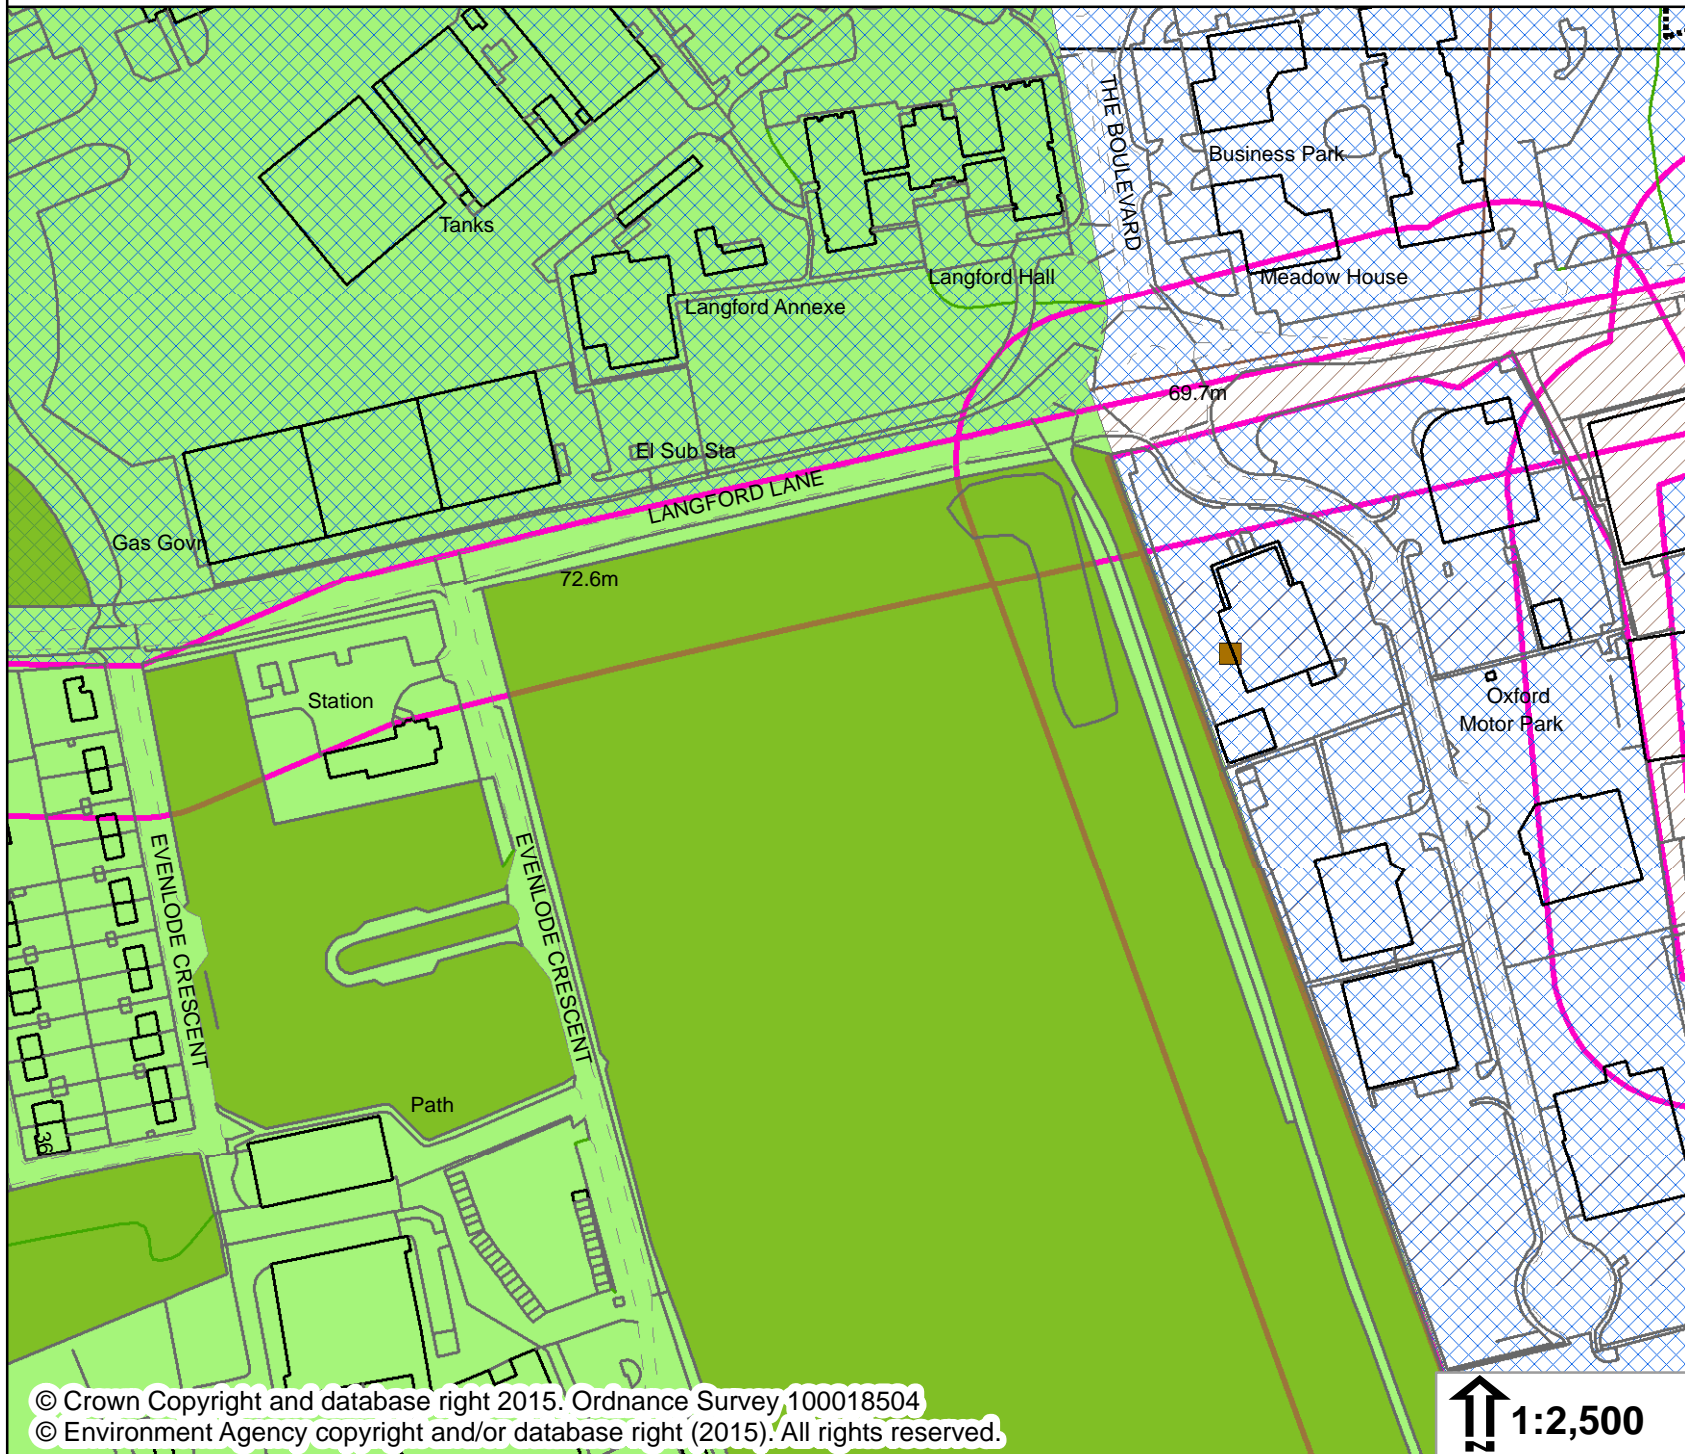 THE BOULEVARD
Business Park
Tanks
Langford Hall
Meadow House
Langford Annexe
69.7m
El Sub Sta
LANGFORD LANE
Gas Govr
72.6m
Station
Oxford
Motor Park
EVENLODE CRESCENT
EVENLODE CRESCENT
Path
36
© Crown Copyright and database right 2015. Ordnance Survey 100018504
© Environment Agency copyright and/or database right (2015). All rights reserved.
N
1:2,500